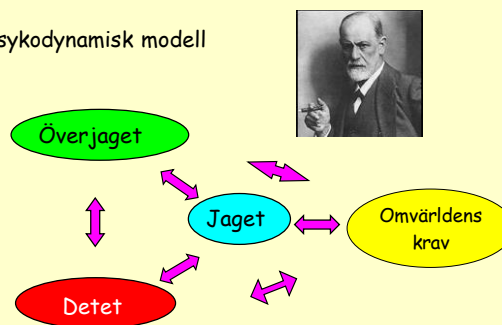 sykodynamisk modell
Överjaget
Jaget
Omvärldens
krav
Detet